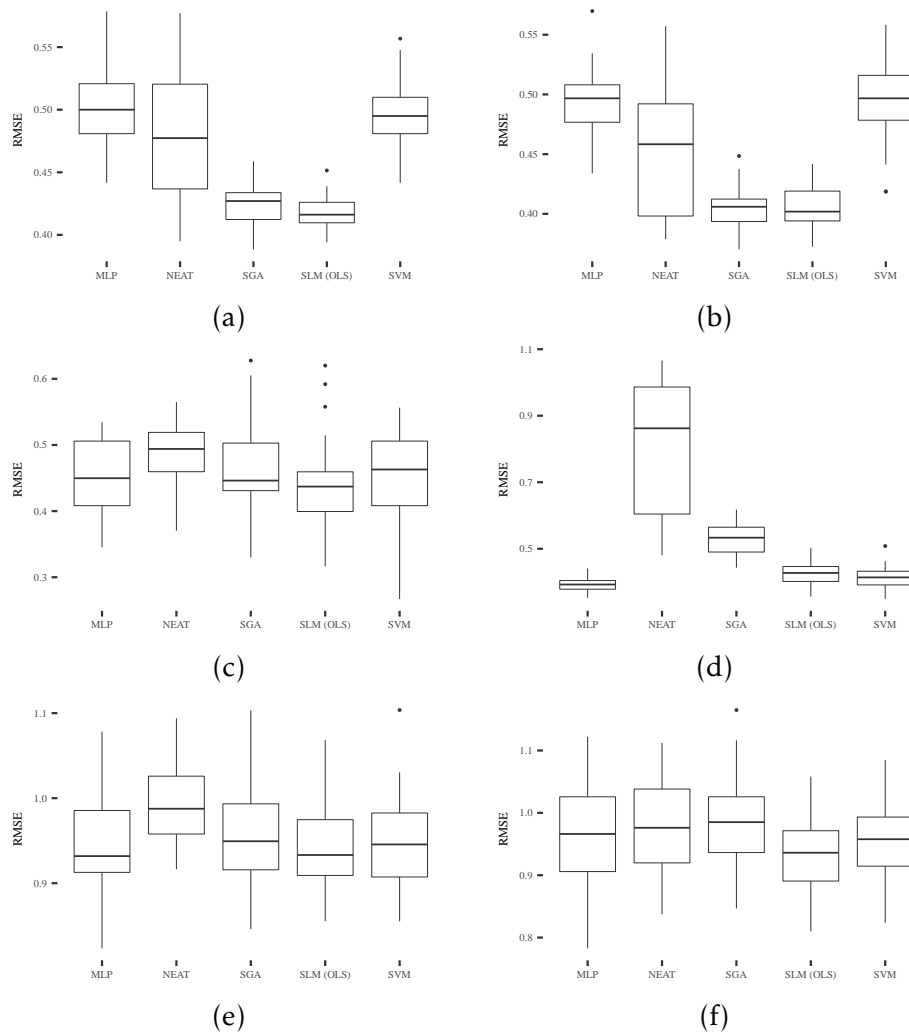 0.55
0.50
0.45
0.40
RMSE
MLP NEAT SGA SLM (OLS) SVM
(a)
0.55
0.50
0.45
0.40
RMSE
MLP NEAT SGA SLM (OLS) SVM
(b)
0.6
0.5
0.4
0.3
RMSE
MLP NEAT SGA SLM (OLS) SVM
(c)
1.1
0.9
0.7
0.5
RMSE
MLP NEAT SGA SLM (OLS) SVM
(d)
1.1
1.0
0.9
RMSE
MLP NEAT SGA SLM (OLS) SVM
(e)
1.1
1.0
0.9
0.8
RMSE
MLP NEAT SGA SLM (OLS) SVM
(f)